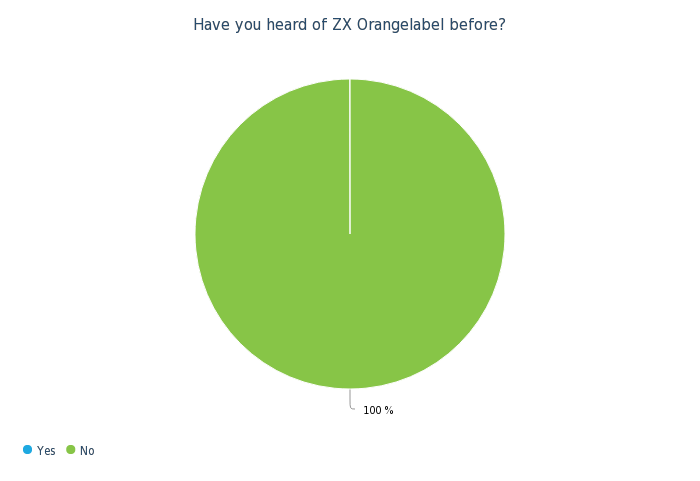 Have you heard of ZX Orangelabel before?
100 %
Yes No